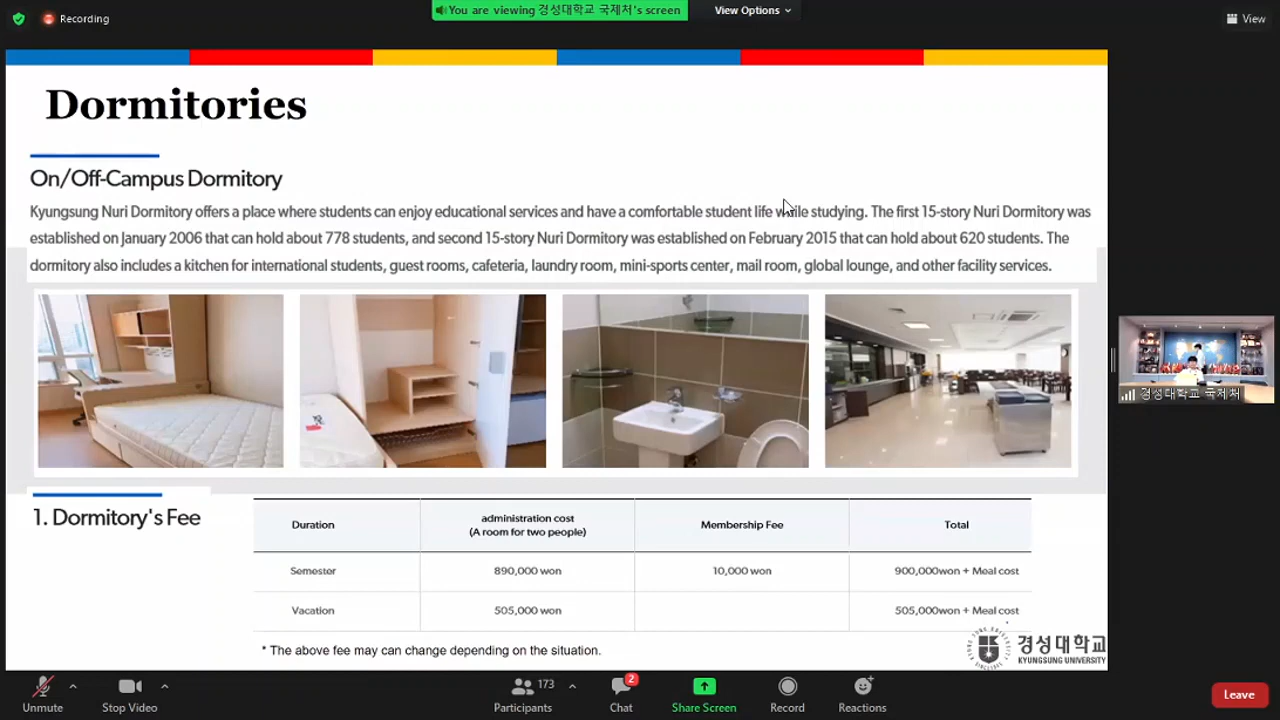 Recording
You are viewing 경성대학교 국제처's screen
View Options
View
Dormitories
On/Off-Campus Dormitory
Kyungsung Nuri Dormitory offers a place where students can enjoy educational services and have a comfortable student life while studying. The first 15-story Nuri Dormitory was
established on January 2006 that can hold about 778 students, and second 15-story Nuri Dormitory was established on February 2015 that can hold about 620 students. The
dormitory also includes a kitchen for international students, guest rooms, cafeteria, laundry room, mini-sports center, mail room, global lounge, and other facility services.
경성대학교 국제처
1. Dormitory's Fee
Duration
administration cost
(A room for two people)
Membership Fee
Total
Semester
890,000 won
10,000 won
900,000won + Meal cost
Vacation
505,000 won
505,000won + Meal cost
* The above fee may can change depending on the situation.
경성대학교
KYUNGSUNG UNIVERSITY
Unmute
Stop Video
173
Participants
2
Chat
Share Screen
Record
Reactions
Leave